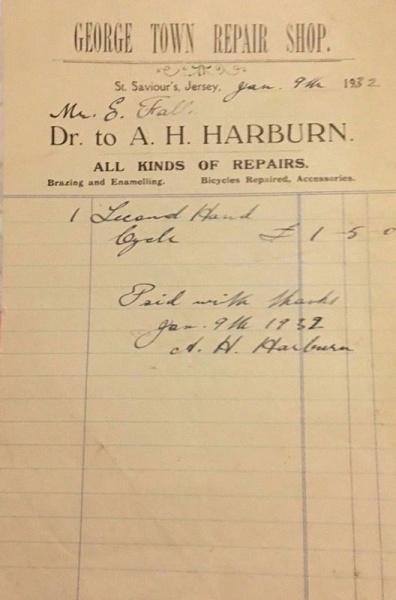 GEORGE TOWN REPAIR SHOP.
St. Saviour's, Jersey, Jan. 9th 1932
Mr. E. Fall.
Dr. to A. H. HARBURN.
ALL KINDS OF REPAIRS.
Brazing and Enamelling. Bicycles Repaired, Accessories.
1 Second Hand
Cycle £ 1-5-0
Paid with thanks
Jan. 9th 1932
A. H. Harburn